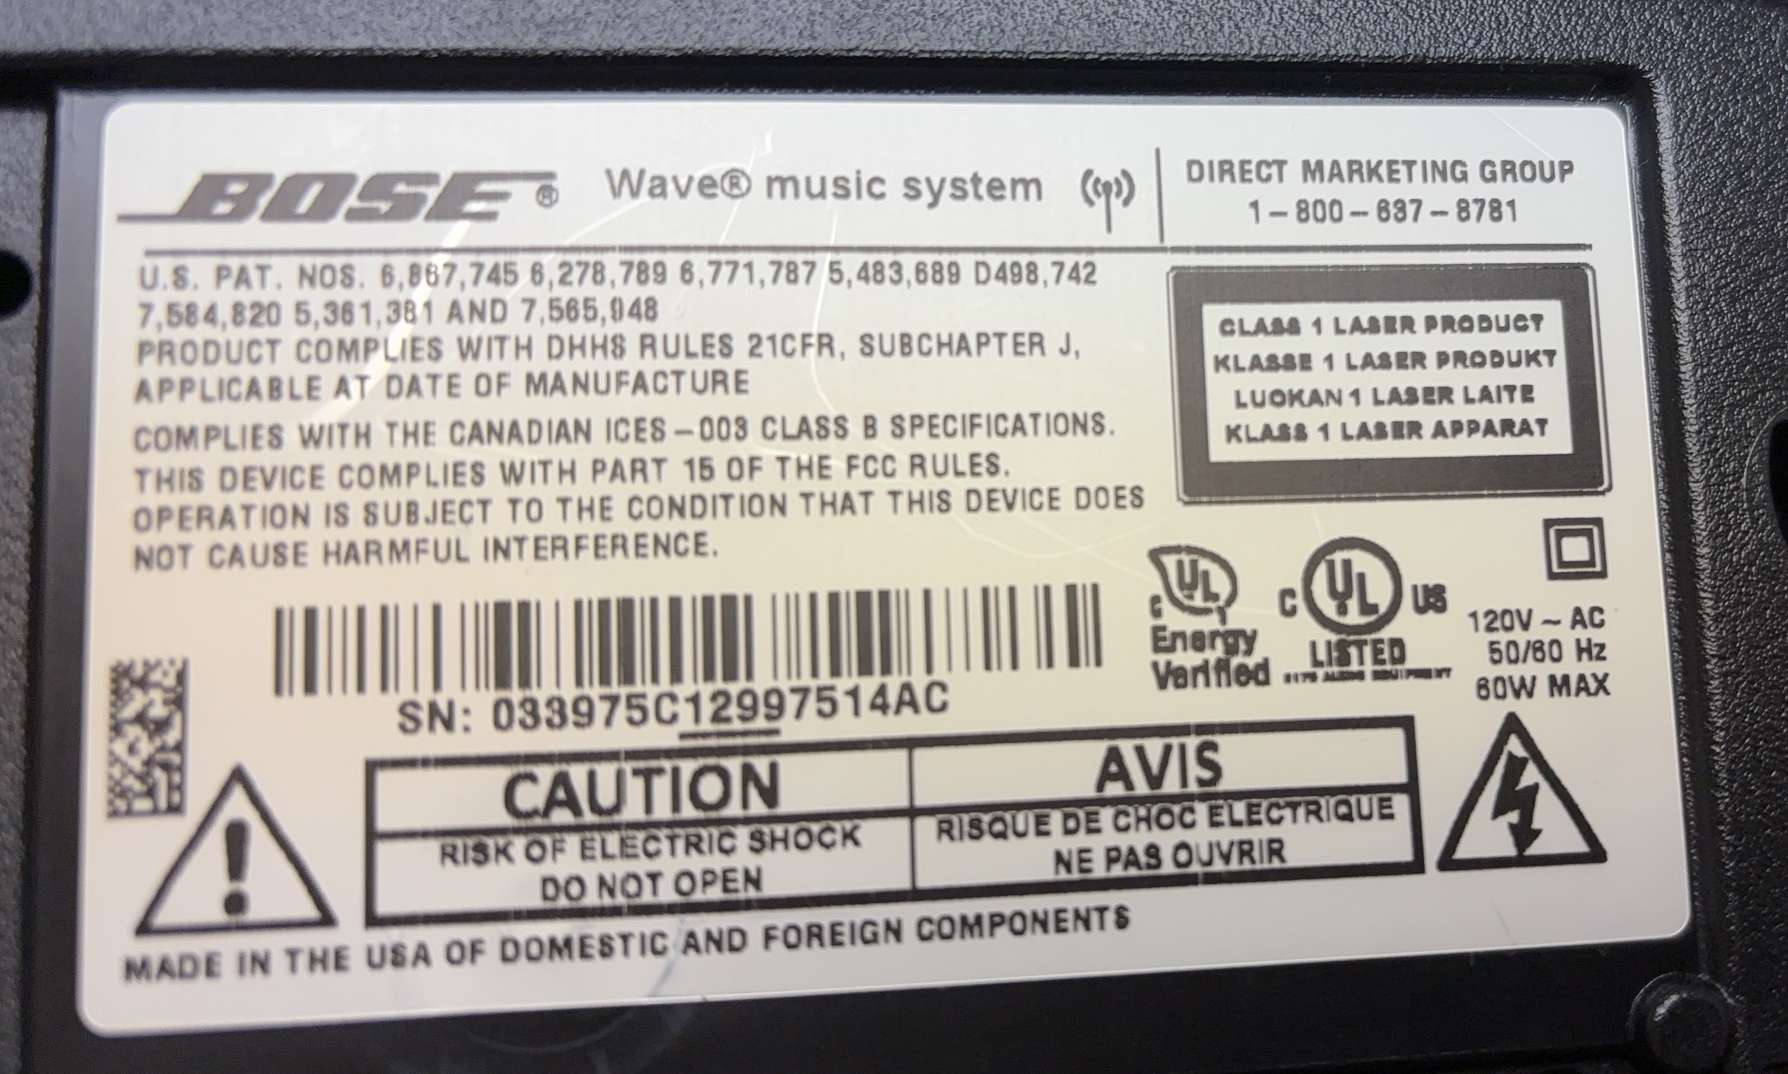 BOSE® Wave® music system
DIRECT MARKETING GROUP
1-800-637-8781
U.S. PAT. NOS. 6,867,745 6,278,789 6,771,787 5,483,689 D498,742
7,584,820 5,361,381 AND 7,565,948
PRODUCT COMPLIES WITH DHHS RULES 21CFR, SUBCHAPTER J,
APPLICABLE AT DATE OF MANUFACTURE
COMPLIES WITH THE CANADIAN ICES-003 CLASS B SPECIFICATIONS.
THIS DEVICE COMPLIES WITH PART 15 OF THE FCC RULES.
OPERATION IS SUBJECT TO THE CONDITION THAT THIS DEVICE DOES
NOT CAUSE HARMFUL INTERFERENCE.
CLASS 1 LASER PRODUCT
KLASSE 1 LASER PRODUKT
LUOKAN 1 LASER LAITE
KLASS 1 LASER APPARAT
C UL
Energy
Verified
C UL US
LISTED
AUDIO EQUIPMENT
120V ~ AC
50/60 Hz
60W MAX
SN: 033975C12997514AC
CAUTION
RISK OF ELECTRIC SHOCK
DO NOT OPEN
AVIS
RISQUE DE CHOC ELECTRIQUE
NE PAS OUVRIR
MADE IN THE USA OF DOMESTIC AND FOREIGN COMPONENTS